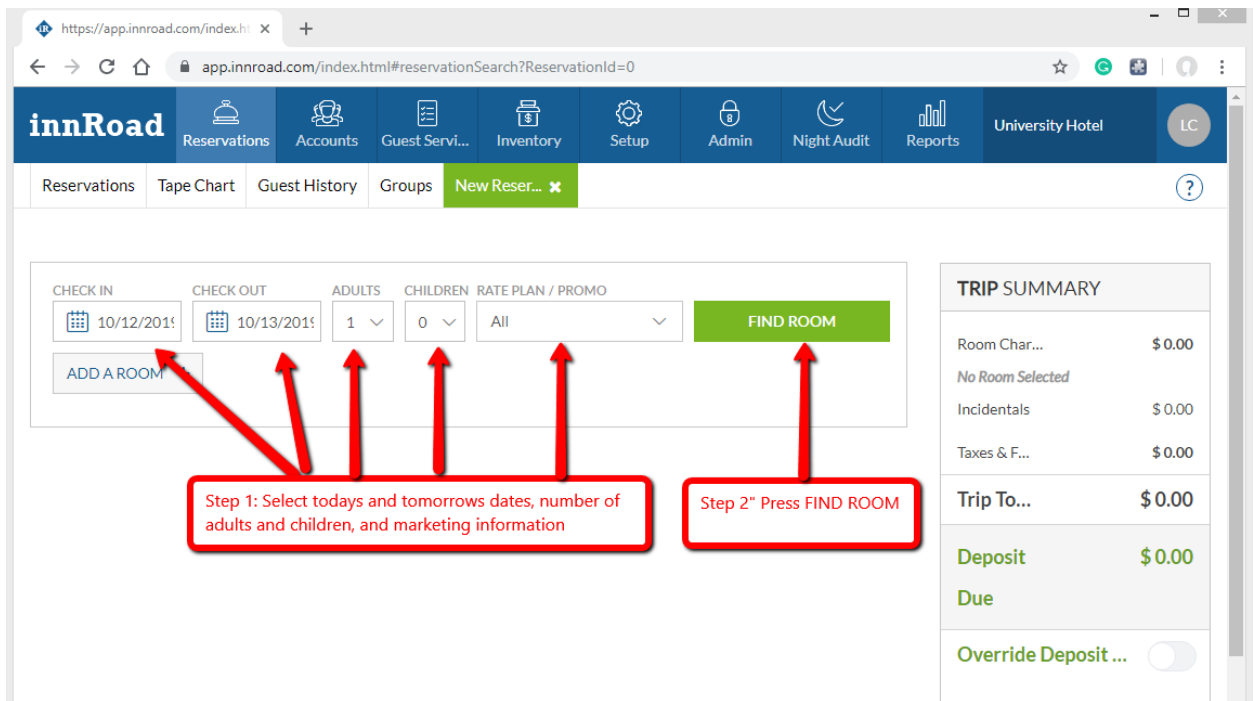 https://app.innroad.com/index.ht
app.innroad.com/index.html#reservationSearch?ReservationId=0
innRoad
Reservations
Accounts
Guest Servi...
Inventory
Setup
Admin
Night Audit
Reports
University Hotel
LC
Reservations
Tape Chart
Guest History
Groups
New Reser...
?
CHECK IN
CHECK OUT
ADULTS
CHILDREN
RATE PLAN / PROMO
10/12/2019
10/13/2019
1
0
All
FIND ROOM
ADD A ROOM
TRIP SUMMARY
Room Char... $ 0.00
No Room Selected
Incidentals $ 0.00
Taxes & F... $ 0.00
Trip To... $ 0.00
Deposit $ 0.00
Due
Override Deposit ...
Step 1: Select todays and tomorrows dates, number of
adults and children, and marketing information
Step 2" Press FIND ROOM